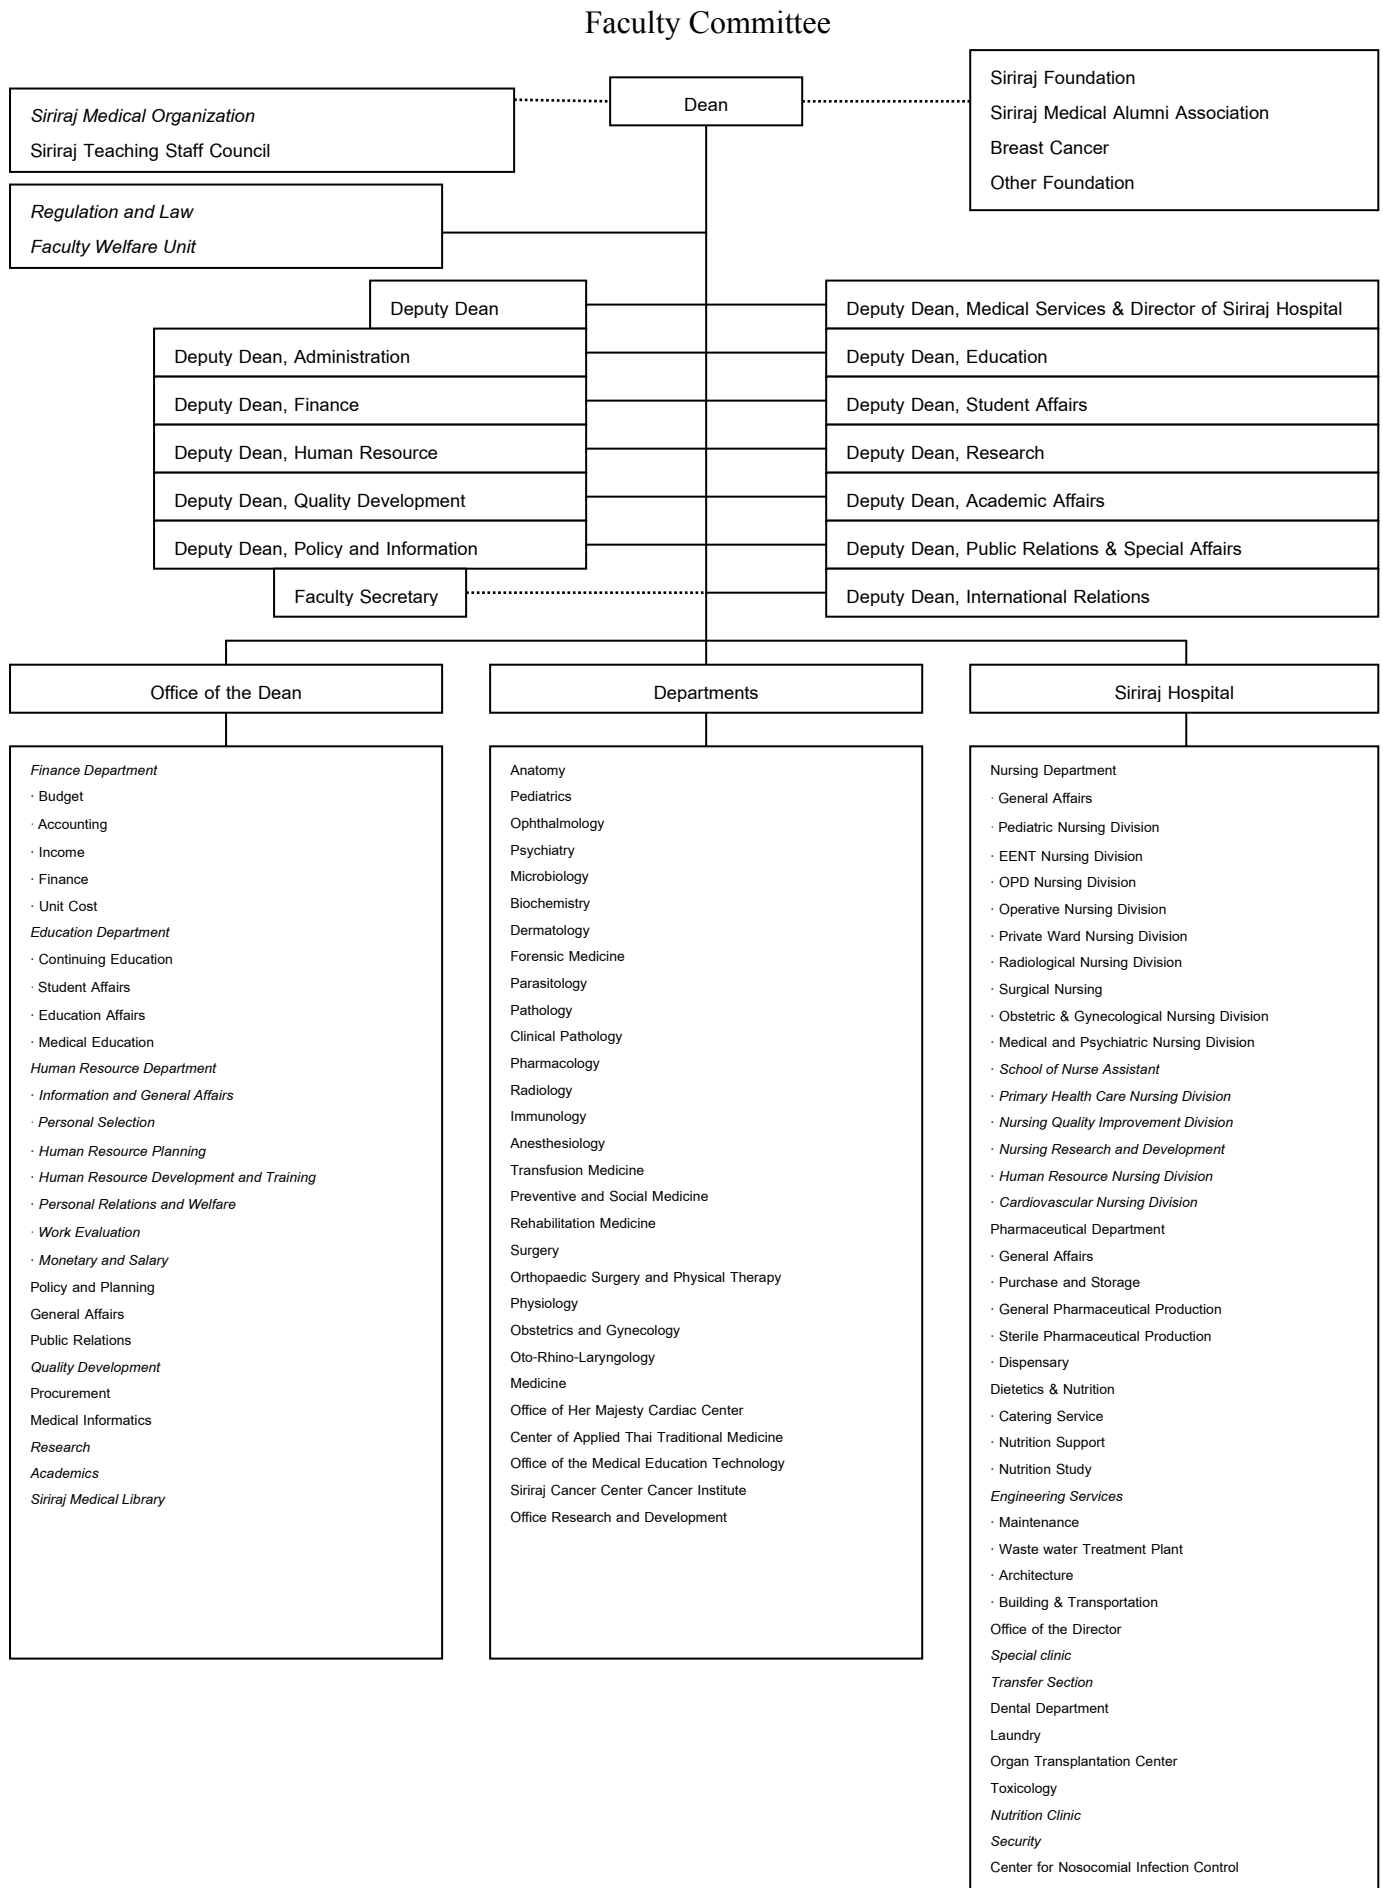 Faculty Committee
Dean
Siriraj Medical Organization
Siriraj Teaching Staff Council
Siriraj Foundation
Siriraj Medical Alumni Association
Breast Cancer
Other Foundation
Regulation and Law
Faculty Welfare Unit
Deputy Dean
Deputy Dean, Administration
Deputy Dean, Finance
Deputy Dean, Human Resource
Deputy Dean, Quality Development
Deputy Dean, Policy and Information
Faculty Secretary
Deputy Dean, Medical Services & Director of Siriraj Hospital
Deputy Dean, Education
Deputy Dean, Student Affairs
Deputy Dean, Research
Deputy Dean, Academic Affairs
Deputy Dean, Public Relations & Special Affairs
Deputy Dean, International Relations
Office of the Dean
Finance Department
· Budget
· Accounting
· Income
· Finance
· Unit Cost
Education Department
· Continuing Education
· Student Affairs
· Education Affairs
· Medical Education
Human Resource Department
· Information and General Affairs
· Personal Selection
· Human Resource Planning
· Human Resource Development and Training
· Personal Relations and Welfare
· Work Evaluation
· Monetary and Salary
Policy and Planning
General Affairs
Public Relations
Quality Development
Procurement
Medical Informatics
Research
Academics
Siriraj Medical Library
Departments
Anatomy
Pediatrics
Ophthalmology
Psychiatry
Microbiology
Biochemistry
Dermatology
Forensic Medicine
Parasitology
Pathology
Clinical Pathology
Pharmacology
Radiology
Immunology
Anesthesiology
Transfusion Medicine
Preventive and Social Medicine
Rehabilitation Medicine
Surgery
Orthopaedic Surgery and Physical Therapy
Physiology
Obstetrics and Gynecology
Oto-Rhino-Laryngology
Medicine
Office of Her Majesty Cardiac Center
Center of Applied Thai Traditional Medicine
Office of the Medical Education Technology
Siriraj Cancer Center Cancer Institute
Office Research and Development
Siriraj Hospital
Nursing Department
· General Affairs
· Pediatric Nursing Division
· EENT Nursing Division
· OPD Nursing Division
· Operative Nursing Division
· Private Ward Nursing Division
· Radiological Nursing Division
· Surgical Nursing
· Obstetric & Gynecological Nursing Division
· Medical and Psychiatric Nursing Division
· School of Nurse Assistant
· Primary Health Care Nursing Division
· Nursing Quality Improvement Division
· Nursing Research and Development
· Human Resource Nursing Division
· Cardiovascular Nursing Division
Pharmaceutical Department
· General Affairs
· Purchase and Storage
· General Pharmaceutical Production
· Sterile Pharmaceutical Production
· Dispensary
Dietetics & Nutrition
· Catering Service
· Nutrition Support
· Nutrition Study
Engineering Services
· Maintenance
· Waste water Treatment Plant
· Architecture
· Building & Transportation
Office of the Director
Special clinic
Transfer Section
Dental Department
Laundry
Organ Transplantation Center
Toxicology
Nutrition Clinic
Security
Center for Nosocomial Infection Control